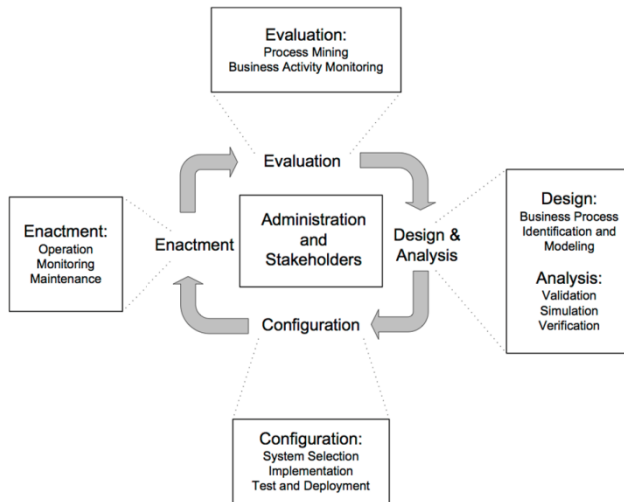 Evaluation:
Process Mining
Business Activity Monitoring
Evaluation
Enactment:
Operation
Monitoring
Maintenance
Enactment
Administration
and
Stakeholders
Design &
Analysis
Design:
Business Process
Identification and
Modeling
Analysis:
Validation
Simulation
Verification
Configuration
Configuration:
System Selection
Implementation
Test and Deployment